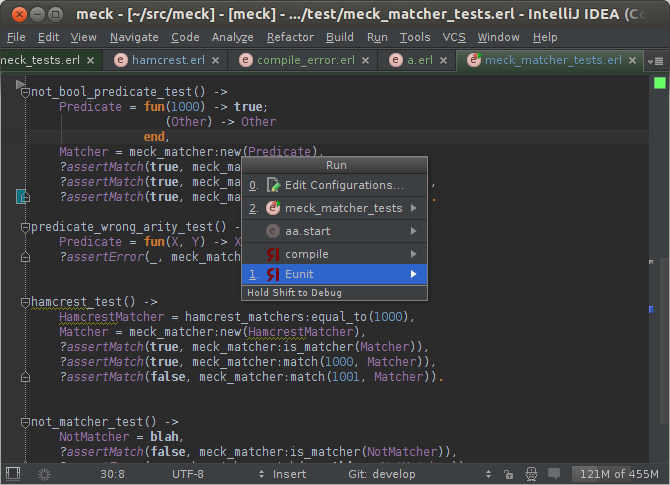 meck - [~/src/meck] - [meck] - .../test/meck_matcher_tests.erl - IntelliJ IDEA (Co
File Edit View Navigate Code Analyze Refactor Build Run Tools VCS Window Help
meck_tests.erl hamcrest.erl compile_error.erl a.erl meck_matcher_tests.erl
not_bool_predicate_test() ->
Predicate = fun(1000) -> true;
(Other) -> Other
end,
Matcher = meck_matcher:new(Predicate),
?assertMatch(true, meck_ma
?assertMatch(true, meck_mat ,
?assertMatch(true, meck_mat .
predicate_wrong_arity_test() -
Predicate = fun(X, Y) -> X
?assertError(_, meck_match
hamcrest_test() ->
HamcrestMatcher = hamcrest_matchers:equal_to(1000),
Matcher = meck_matcher:new(HamcrestMatcher),
?assertMatch(true, meck_matcher:is_matcher(Matcher)),
?assertMatch(true, meck_matcher:match(1000, Matcher)),
?assertMatch(false, meck_matcher:match(1001, Matcher)).
not_matcher_test() ->
NotMatcher = blah,
?assertMatch(false, meck_matcher:is_matcher(NotMatcher)),
Run
0. Edit Configurations...
2. meck_matcher_tests
aa.start
compile
1. Eunit
Hold Shift to Debug
30:8 UTF-8 Insert Git: develop 121M of 455M